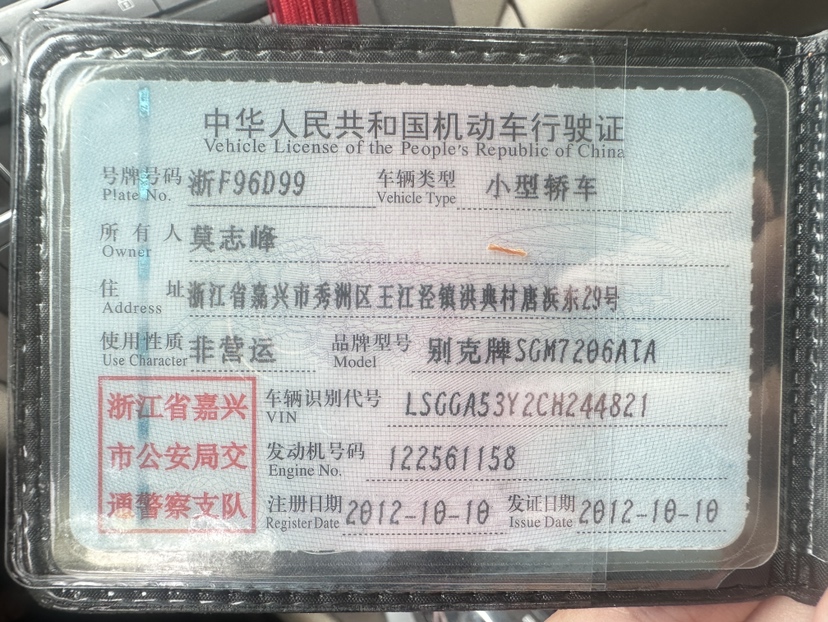 中华人民共和国机动车行驶证
Vehicle License of the People's Republic of China
号牌号码 浙F96D99 车辆类型 小型轿车
Plate No. Vehicle Type
所有人 莫志峰
Owner
住址 浙江省嘉兴市秀洲区王江泾镇洪典村唐浜东29号
Address
使用性质 非营运 品牌型号 别克牌SGM7206ATA
Use Character Model
浙江省嘉兴 车辆识别代号 LSGGA53Y2CH244821
VIN
市公安局交 发动机号码 122561158
Engine No.
通警察支队 注册日期 2012-10-10 发证日期 2012-10-10
Register Date Issue Date